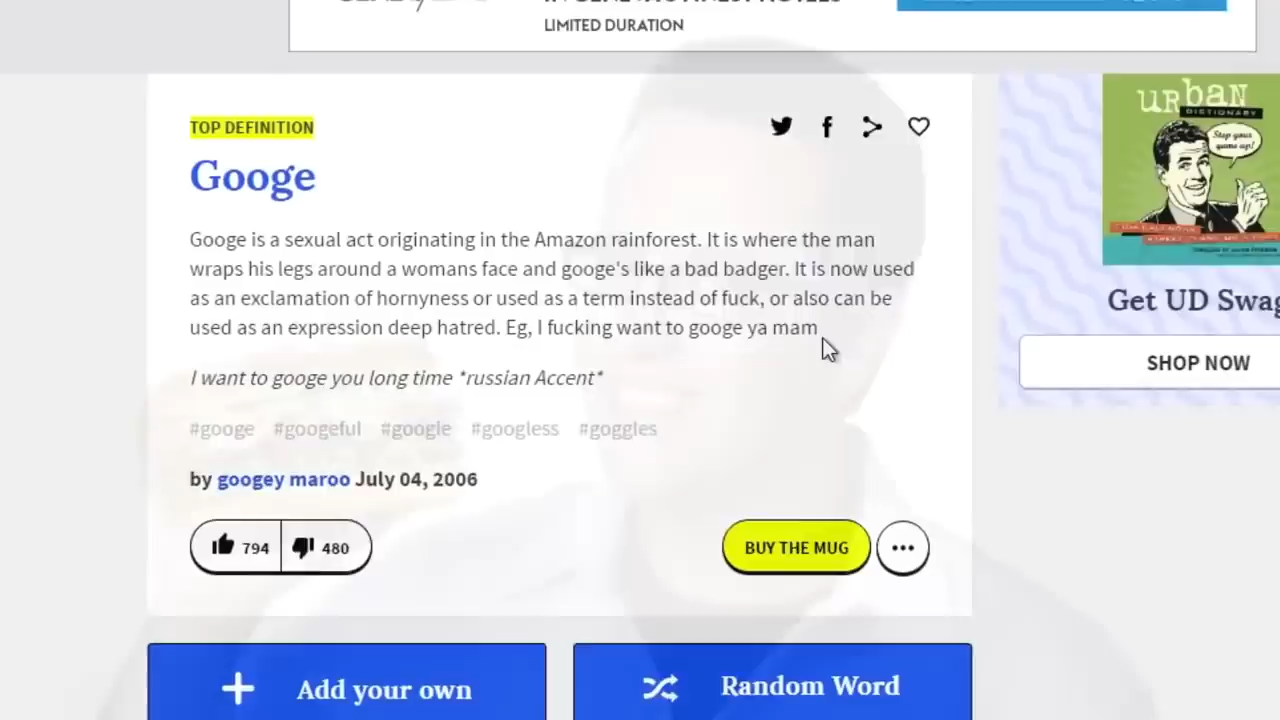 LIMITED DURATION
TOP DEFINITION
Googe
Googe is a sexual act originating in the Amazon rainforest. It is where the man
wraps his legs around a womans face and googe's like a bad badger. It is now used
as an exclamation of hornyness or used as a term instead of fuck, or also can be
used as an expression deep hatred. Eg, I fucking want to googe ya mam
I want to googe you long time *russian Accent*
#googe #googeful #google #googless #goggles
by googey maroo July 04, 2006
794 480
BUY THE MUG
Add your own
Random Word
urban
DICTIONARY
Stop your
game up!
Get UD Swag
SHOP NOW